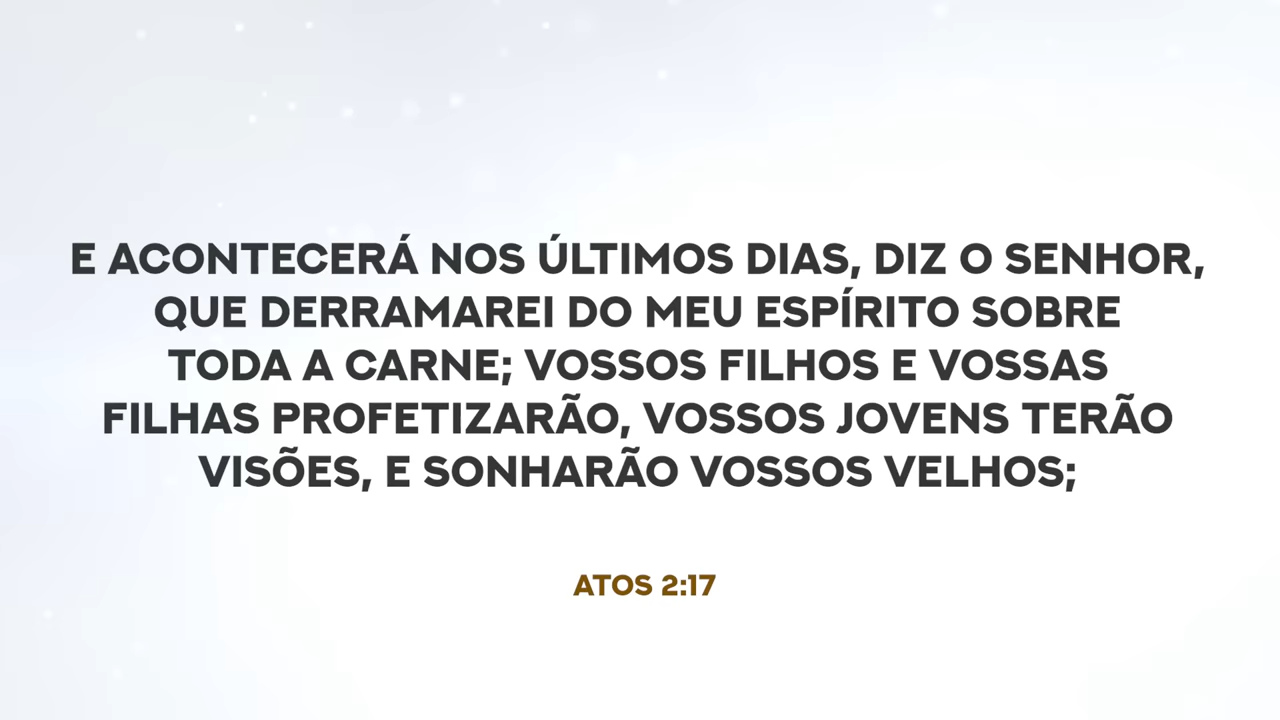 E ACONTECERÁ NOS ÚLTIMOS DIAS, DIZ O SENHOR,
QUE DERRAMAREI DO MEU ESPÍRITO SOBRE
TODA A CARNE; VOSSOS FILHOS E VOSSAS
FILHAS PROFETIZARÃO, VOSSOS JOVENS TERÃO
VISÕES, E SONHARÃO VOSSOS VELHOS;
ATOS 2:17